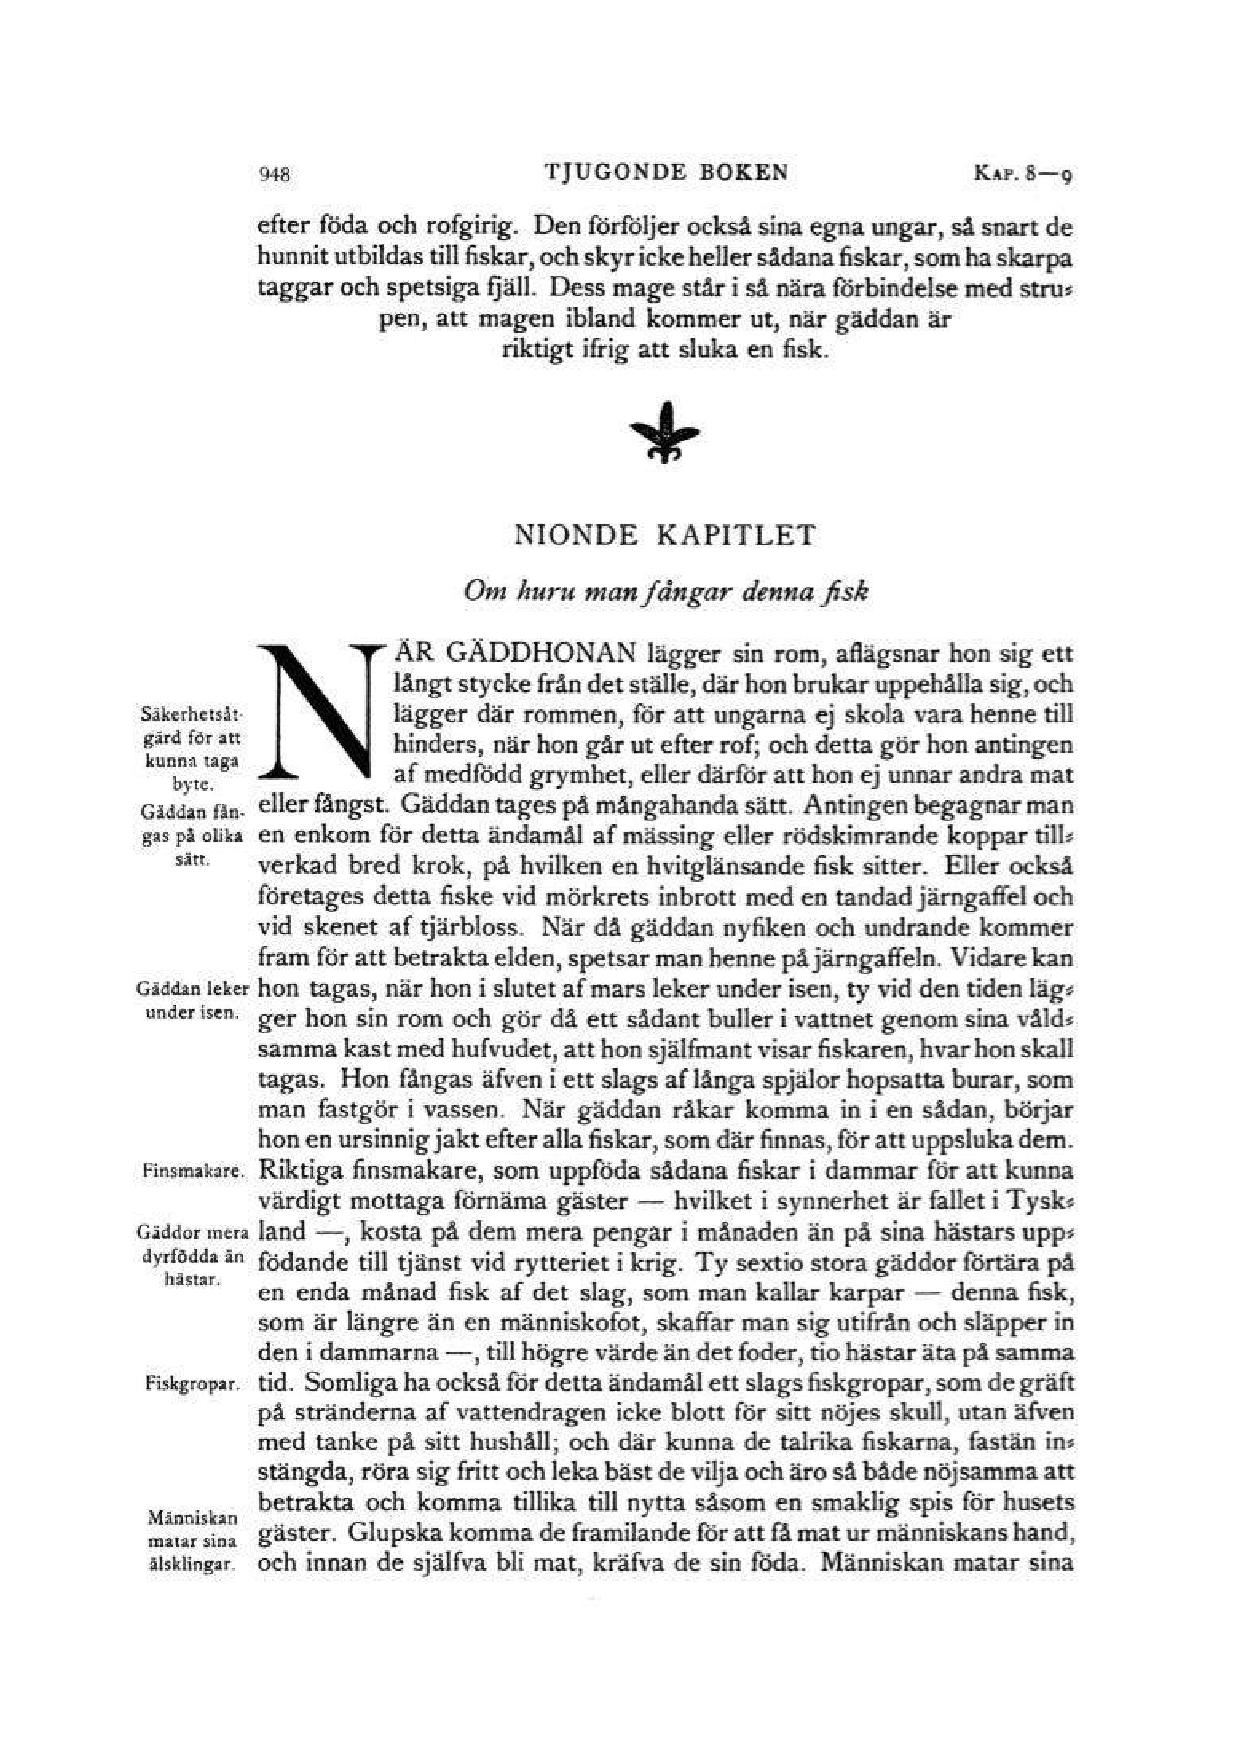 948 TJUGONDE BOKEN KAP. 8—9
efter föda och rofgirig. Den förföljer också sina egna ungar, så snart de
hunnit utbildas till fiskar, och skyr icke heller sådana fiskar, som ha skarpa
taggar och spetsiga fjäll. Dess mage står i så nära förbindelse med stru-
pen, att magen ibland kommer ut, när gäddan är
riktigt ifrig att sluka en fisk.
NIONDE KAPITLET
Om huru man fångar denna fisk
NÄR GÄDDHONAN lägger sin rom, aflägsnar hon sig ett
långt stycke från det ställe, där hon brukar uppehålla sig, och
lägger där rommen, för att ungarna ej skola vara henne till
hinders, när hon går ut efter rof; och detta gör hon antingen
af medfödd grymhet, eller därför att hon ej unnar andra mat
eller fångst. Gäddan tages på mångahanda sätt. Antingen begagnar man
en enkom för detta ändamål af mässing eller rödskimrande koppar till-
verkad bred krok, på hvilken en hvitglänsande fisk sitter. Eller också
företages detta fiske vid mörkrets inbrott med en tandad järngaffel och
vid skenet af tjärbloss. När då gäddan nyfiken och undrande kommer
fram för att betrakta elden, spetsar man henne på järngaffeln. Vidare kan
hon tagas, när hon i slutet af mars leker under isen, ty vid den tiden läg-
ger hon sin rom och gör då ett sådant buller i vattnet genom sina våld-
samma kast med hufvudet, att hon själfmant visar fiskaren, hvar hon skall
tagas. Hon fångas äfven i ett slags af långa spjälor hopsatta burar, som
man fastgör i vassen. När gäddan råkar komma in i en sådan, börjar
hon en ursinnig jakt efter alla fiskar, som där finnas, för att uppsluka dem.
Riktiga finsmakare, som uppföda sådana fiskar i dammar för att kunna
värdigt mottaga förnäma gäster — hvilket i synnerhet är fallet i Tysk-
land —, kosta på dem mera pengar i månaden än på sina hästars upp-
födande till tjänst vid rytteriet i krig. Ty sextio stora gäddor förtära på
en enda månad fisk af det slag, som man kallar karpar — denna fisk,
som är längre än en människofot, skaffar man sig utifrån och släpper in
den i dammarna —, till högre värde än det foder, tio hästar äta på samma
tid. Somliga ha också för detta ändamål ett slags fiskgropar, som de gräft
på stränderna af vattendragen icke blott för sitt nöjes skull, utan äfven
med tanke på sitt hushåll; och där kunna de talrika fiskarna, fastän in-
stängda, röra sig fritt och leka bäst de vilja och äro så både nöjsamma att
betrakta och komma tillika till nytta såsom en smaklig spis för husets
gäster. Glupska komma de framilande för att få mat ur människans hand,
och innan de själfva bli mat, kräfva de sin föda. Människan matar sina
Säkerhetsåt-
gärd för att
kunna taga
byte.
Gäddan fån-
gas på olika
sätt.
Gäddan leker
under isen.
Finsmakare.
Gäddor mera
dyrfödda än
hästar.
Fiskgropar.
Människan
matar sina
älsklingar.